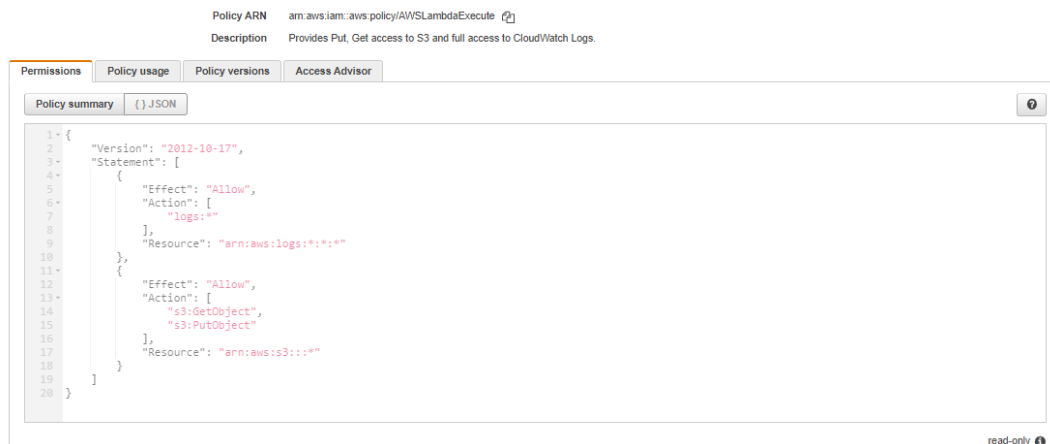 Policy ARN arn:aws:iam::aws:policy/AWSLambdaExecute
Description Provides Put, Get access to S3 and full access to CloudWatch Logs.
Permissions Policy usage Policy versions Access Advisor
Policy summary { } JSON
1 {
2 "Version": "2012-10-17",
3 "Statement": [
4 {
5 "Effect": "Allow",
6 "Action": [
7 "logs:*"
8 ],
9 "Resource": "arn:aws:logs:*:*:*"
10 },
11 {
12 "Effect": "Allow",
13 "Action": [
14 "s3:GetObject",
15 "s3:PutObject"
16 ],
17 "Resource": "arn:aws:s3:::*"
18 }
19 ]
20 }
read-only